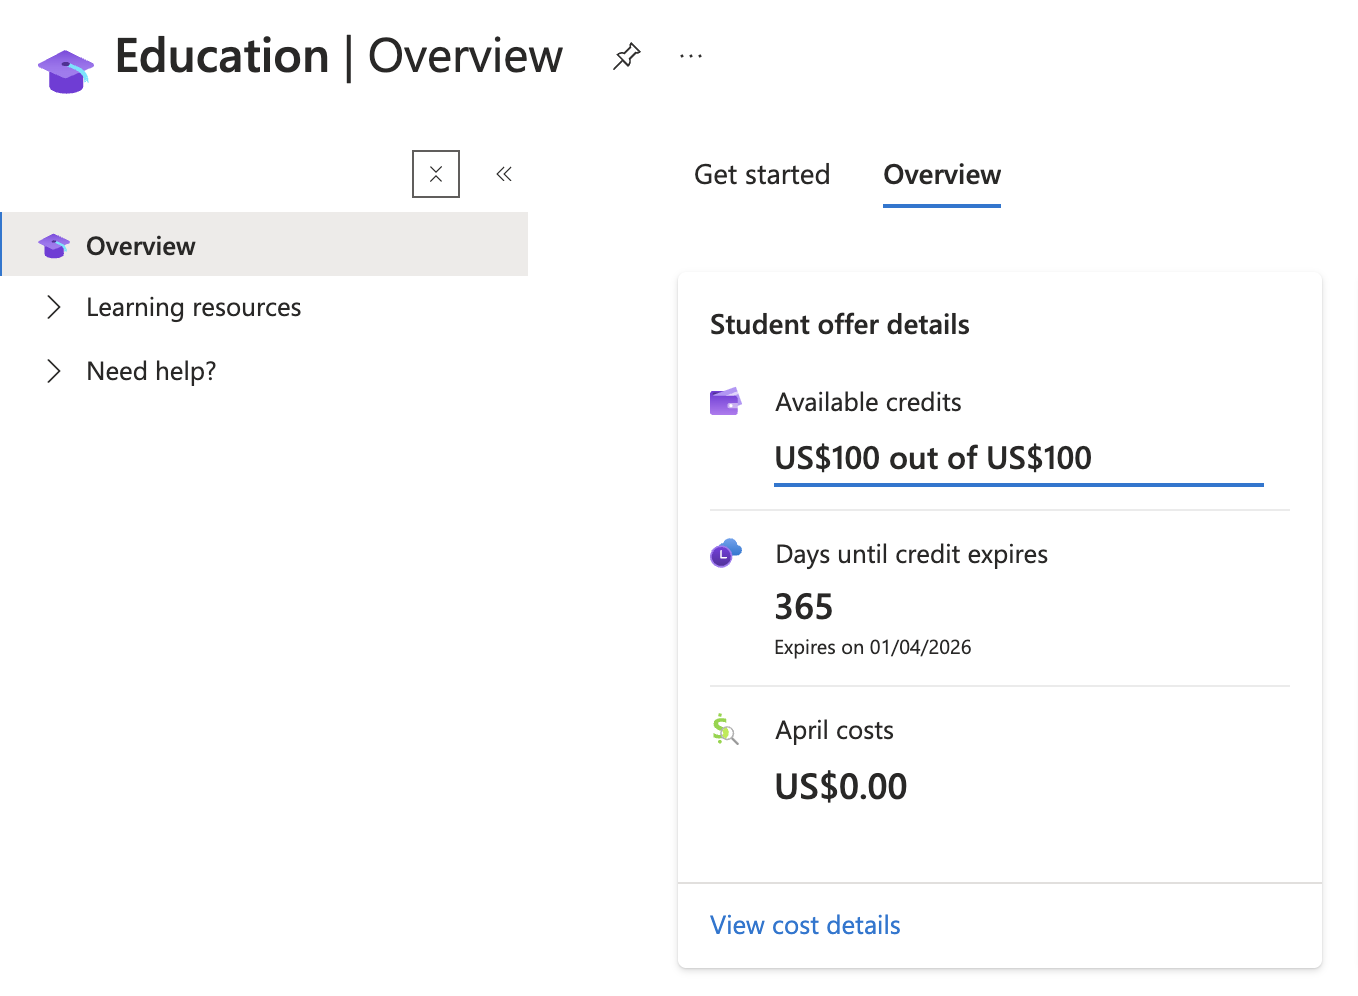 Education | Overview
Get started
Overview
Overview
Learning resources
Need help?
Student offer details
Available credits
US$100 out of US$100
Days until credit expires
365
Expires on 01/04/2026
April costs
US$0.00
View cost details